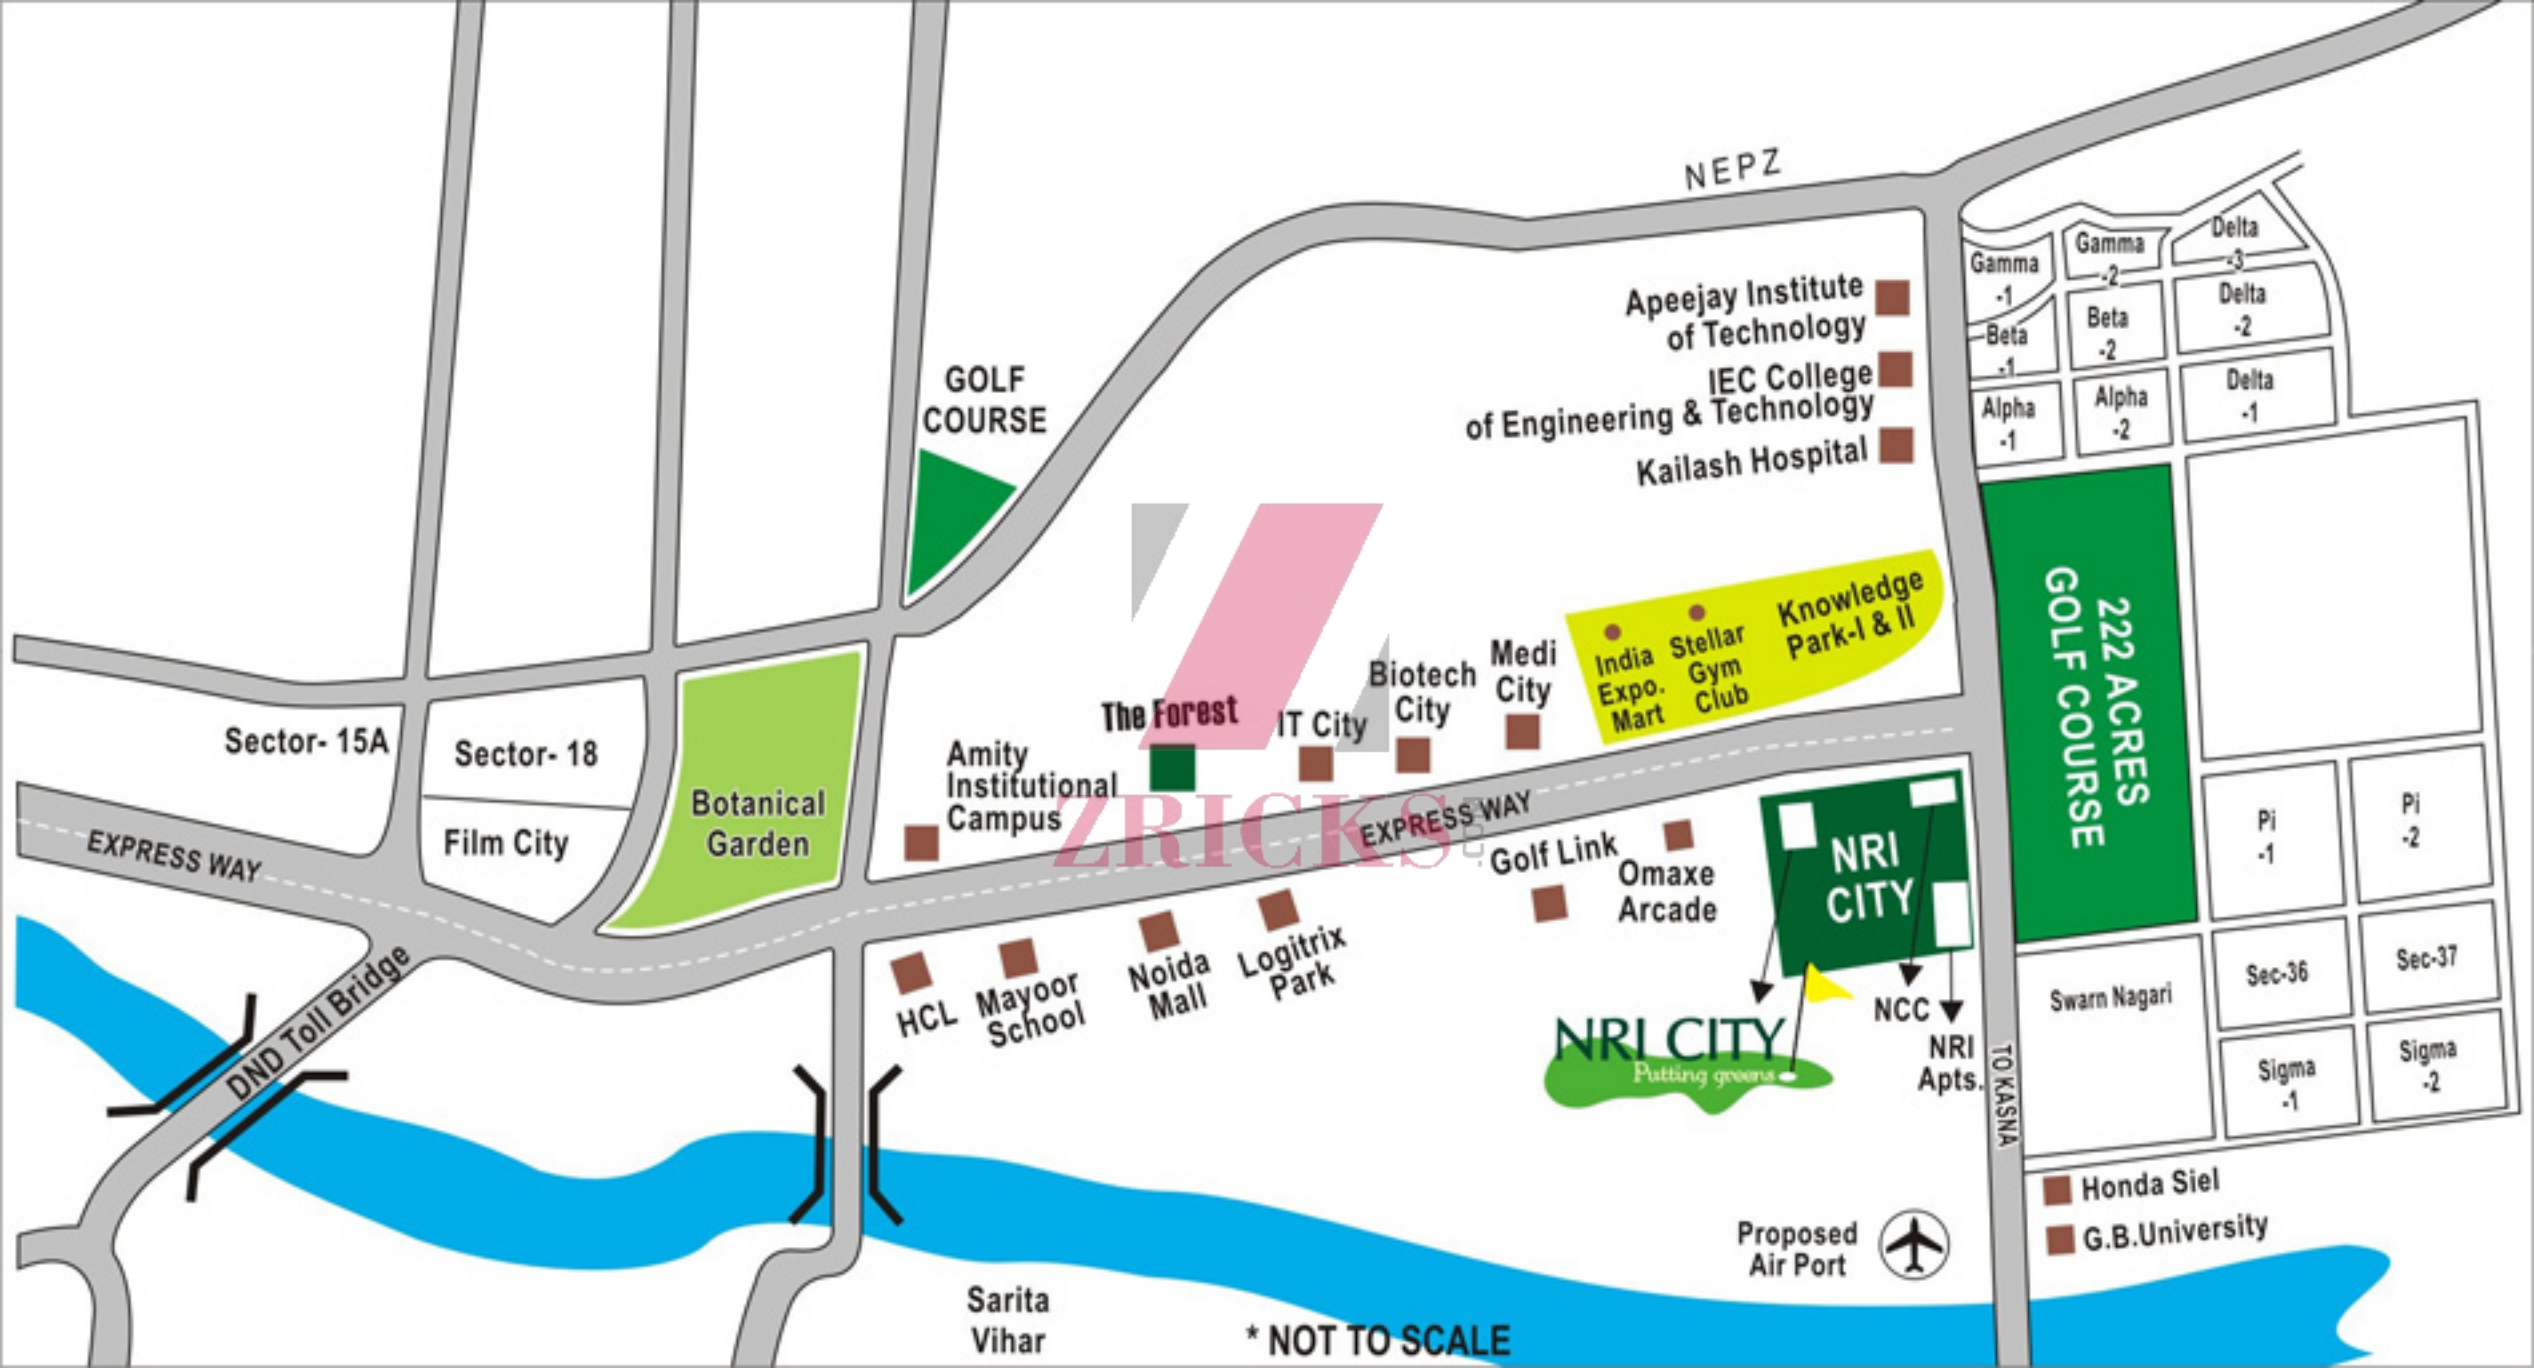 NEPZ
Delta
-3
Gamma
-2
Gamma
-1
Delta
-2
Beta
-2
Beta
-1
Delta
-1
Alpha
-2
Alpha
-1
Apeejay Institute
of Technology
IEC College
of Engineering & Technology
Kailash Hospital
GOLF
COURSE
222 ACRES
GOLF COURSE
Knowledge
Park-I & II
India
Expo.
Mart
Stellar
Gym
Club
Medi
City
Biotech
City
IT City
The Forest
Amity
Institutional
Campus
Sector- 15A
Sector- 18
Film City
Botanical
Garden
EXPRESS WAY
EXPRESS WAY
ZRICKS
Golf Link
Omaxe
Arcade
NRI
CITY
Pi
-1
Pi
-2
HCL
Mayoor
School
Noida
Mall
Logitrix
Park
DND Toll Bridge
NRI CITY
Putting greens
NCC
NRI
Apts.
TO KASNA
Swarn Nagari
Sec-36
Sec-37
Sigma
-1
Sigma
-2
Honda Siel
G.B.University
Proposed
Air Port
Sarita
Vihar
* NOT TO SCALE